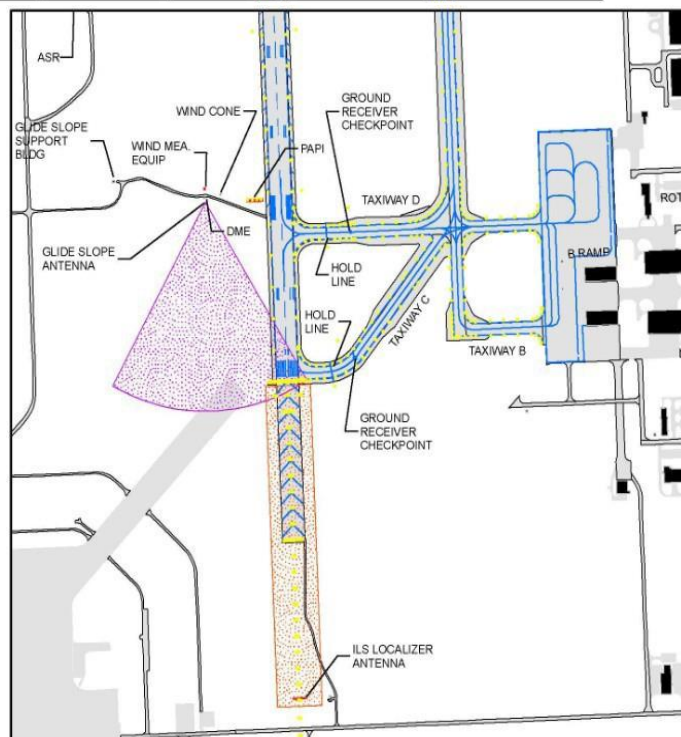 ASR
WIND CONE
GROUND
RECEIVER
CHECKPOINT
GLIDE SLOPE
SUPPORT
BLDG
WIND MEA.
EQUIP
PAPI
TAXIWAY D
ROT
DME
GLIDE SLOPE
ANTENNA
HOLD
LINE
B RAMP
HOLD
LINE
TAXIWAY C
TAXIWAY B
GROUND
RECEIVER
CHECKPOINT
ILS LOCALIZER
ANTENNA